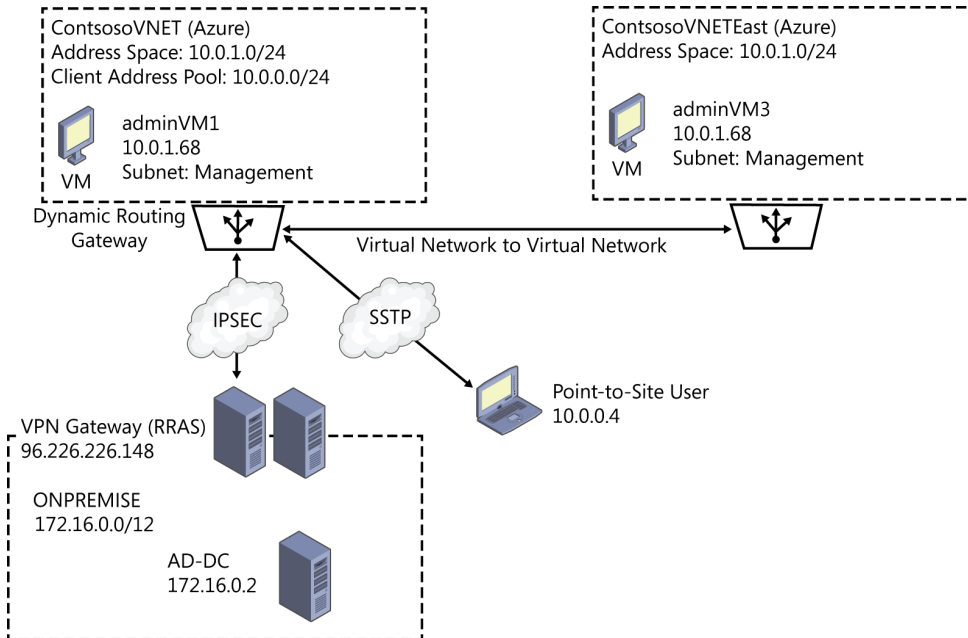 ContsosoVNET (Azure)
Address Space: 10.0.1.0/24
Client Address Pool: 10.0.0.0/24
adminVM1
10.0.1.68
Subnet: Management
VM
ContsosoVNETEast (Azure)
Address Space: 10.0.1.0/24
adminVM3
10.0.1.68
Subnet: Management
VM
Dynamic Routing
Gateway
Virtual Network to Virtual Network
IPSEC
SSTP
Point-to-Site User
10.0.0.4
VPN Gateway (RRAS)
96.226.226.148
ONPREMISE
172.16.0.0/12
AD-DC
172.16.0.2